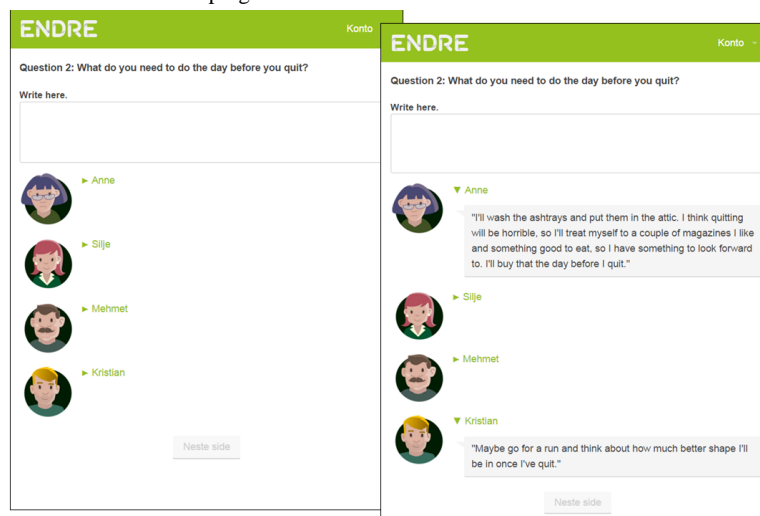 ENDRE
Konto
Question 2: What do you need to do the day before you quit?
Write here.
► Anne
► Silje
► Mehmet
► Kristian
Neste side
ENDRE
Konto
Question 2: What do you need to do the day before you quit?
Write here.
▼ Anne
"I'll wash the ashtrays and put them in the attic. I think quitting
will be horrible, so I'll treat myself to a couple of magazines I like
and something good to eat, so I have something to look forward
to. I'll buy that the day before I quit."
► Silje
► Mehmet
▼ Kristian
"Maybe go for a run and think about how much better shape I'll
be in once I've quit."
Neste side